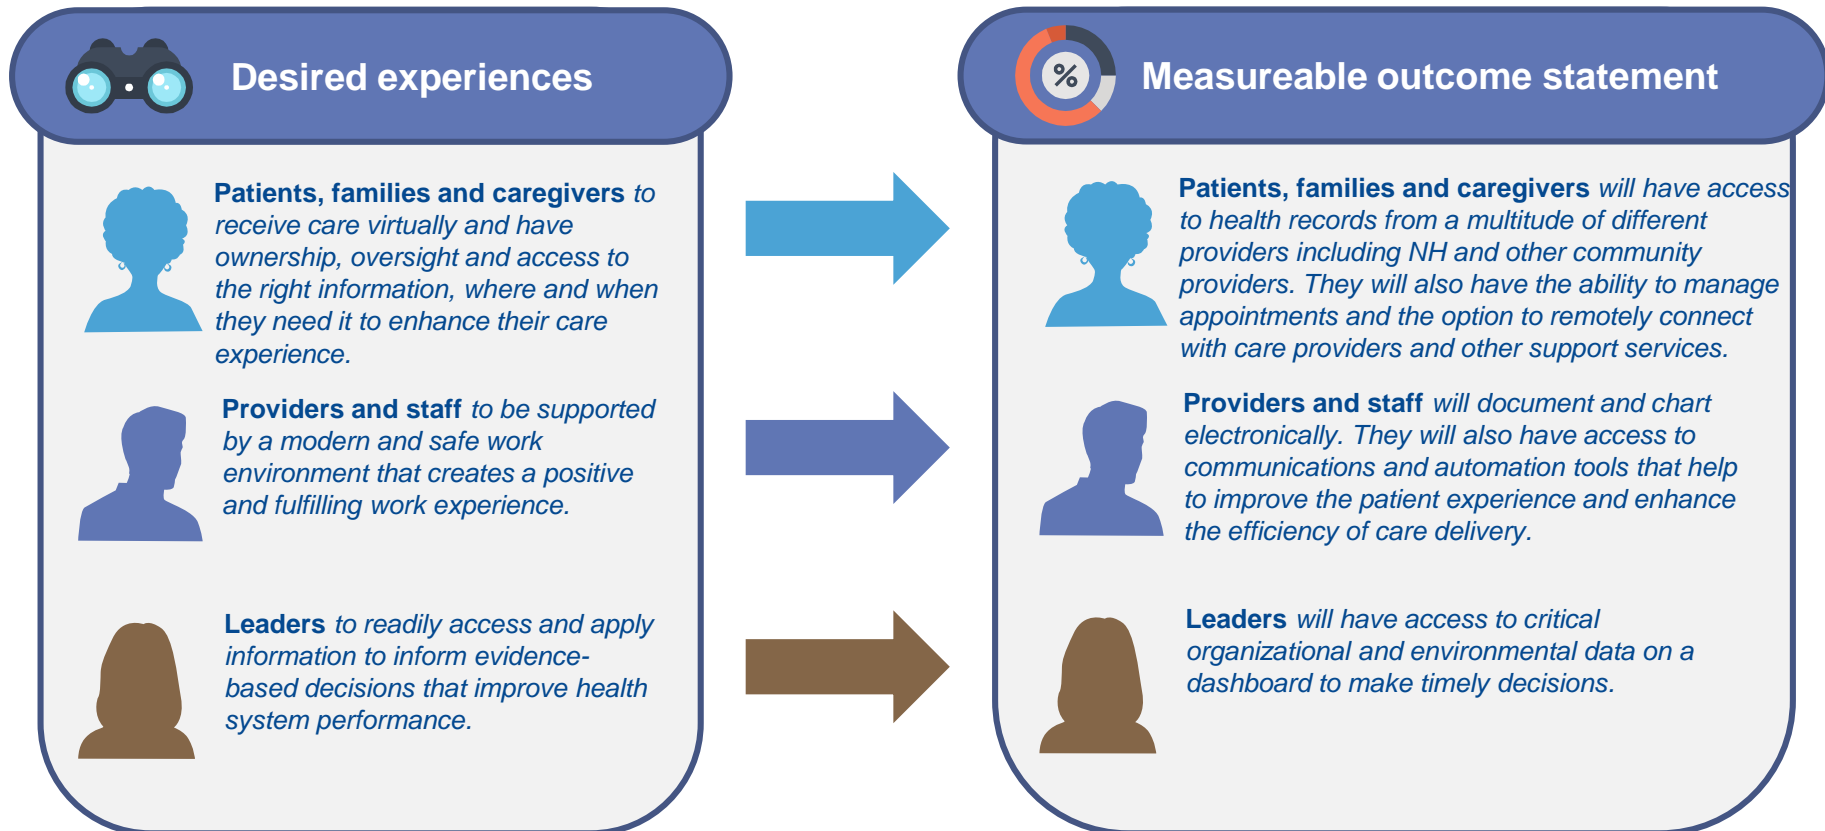 Desired experiences
Patients, families and caregivers to
receive care virtually and have
ownership, oversight and access to
the right information, where and when
they need it to enhance their care
experience.
Providers and staff to be supported
by a modern and safe work
environment that creates a positive
and fulfilling work experience.
Leaders to readily access and apply
information to inform evidence-
based decisions that improve health
system performance.
%
Measureable outcome statement
Patients, families and caregivers will have access
to health records from a multitude of different
providers including NH and other community
providers. They will also have the ability to manage
appointments and the option to remotely connect
with care providers and other support services.
Providers and staff will document and chart
electronically. They will also have access to
communications and automation tools that help
to improve the patient experience and enhance
the efficiency of care delivery.
Leaders will have access to critical
organizational and environmental data on a
dashboard to make timely decisions.